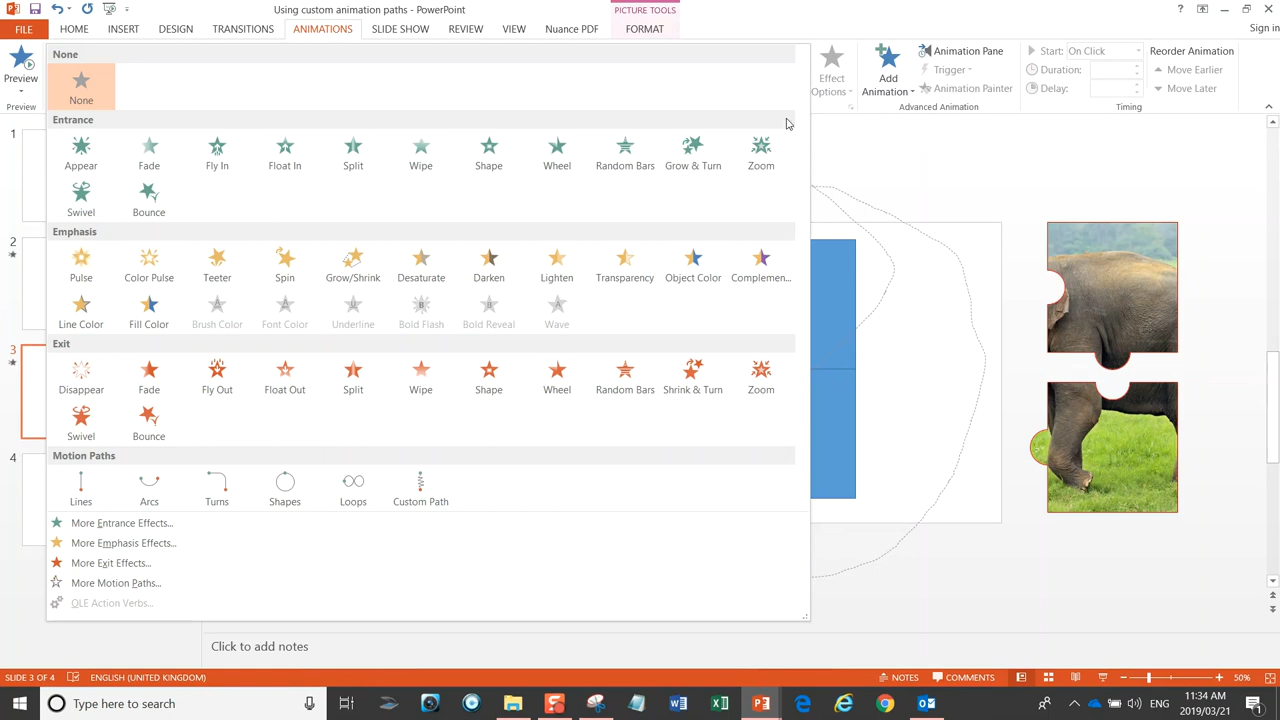 Using custom animation paths - PowerPoint
PICTURE TOOLS
Sign in
FILE HOME INSERT DESIGN TRANSITIONS ANIMATIONS SLIDE SHOW REVIEW VIEW Nuance PDF FORMAT
Preview
Preview
None
None
Entrance
Appear Fade Fly In Float In Split Wipe Shape Wheel Random Bars Grow & Turn Zoom
Swivel Bounce
Emphasis
Pulse Color Pulse Teeter Spin Grow/Shrink Desaturate Darken Lighten Transparency Object Color Complemen...
Line Color Fill Color Brush Color Font Color Underline Bold Flash Bold Reveal Wave
Exit
Disappear Fade Fly Out Float Out Split Wipe Shape Wheel Random Bars Shrink & Turn Zoom
Swivel Bounce
Motion Paths
Lines Arcs Turns Shapes Loops Custom Path
More Entrance Effects...
More Emphasis Effects...
More Exit Effects...
More Motion Paths...
OLE Action Verbs...
Effect Options
Add Animation
Animation Pane
Trigger
Animation Painter
Advanced Animation
Start: On Click
Duration:
Delay:
Timing
Reorder Animation
Move Earlier
Move Later
1
2
3
4
Click to add notes
SLIDE 3 OF 4 ENGLISH (UNITED KINGDOM) NOTES COMMENTS 50%
Type here to search
ENG
11:34 AM
2019/03/21
1